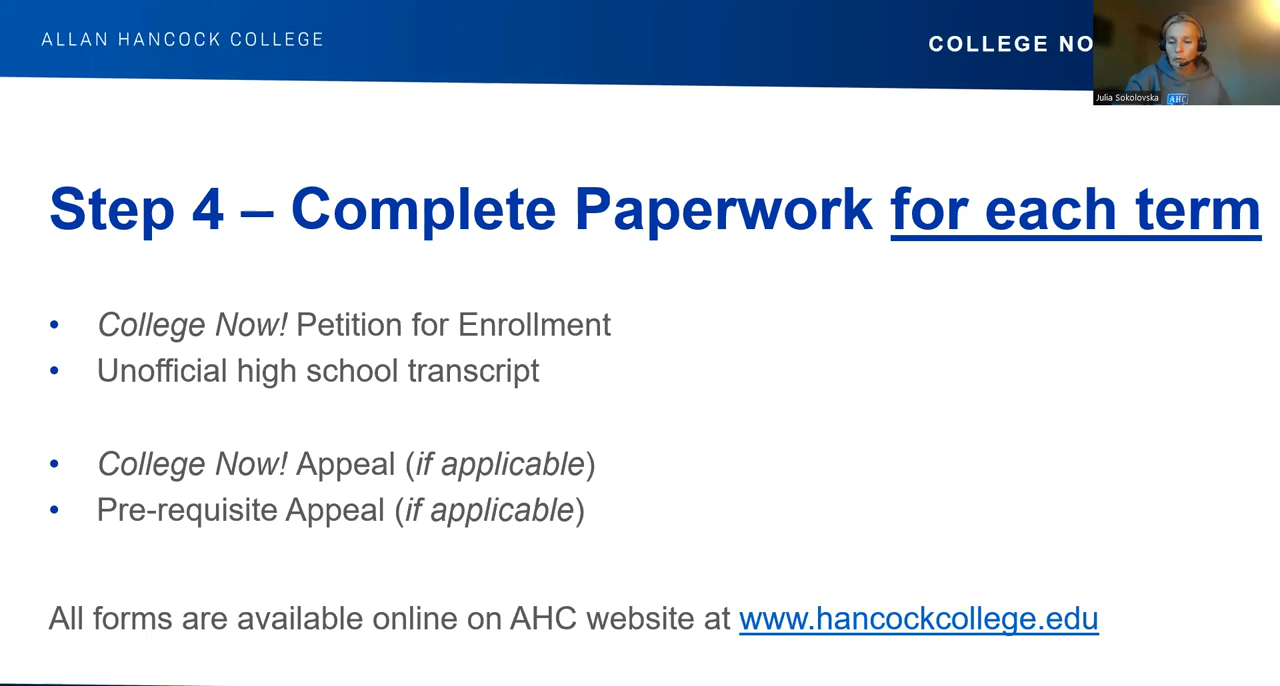 ALLAN HANCOCK COLLEGE
COLLEGE NO
Julia Sokolovska
AHC
Step 4 – Complete Paperwork for each term
• College Now! Petition for Enrollment
• Unofficial high school transcript
• College Now! Appeal (if applicable)
• Pre-requisite Appeal (if applicable)
All forms are available online on AHC website at www.hancockcollege.edu